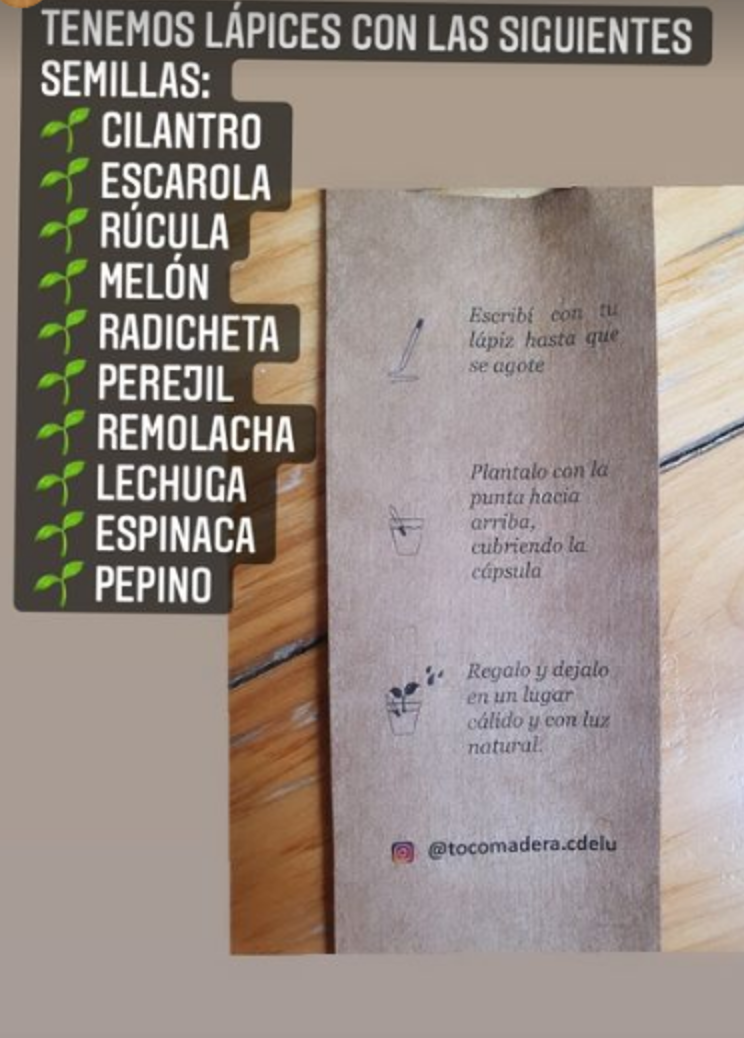 TENEMOS LÁPICES CON LAS SIGUIENTES
SEMILLAS:
🌱 CILANTRO
🌱 ESCAROLA
🌱 RÚCULA
🌱 MELÓN
🌱 RADICHETA
🌱 PEREJIL
🌱 REMOLACHA
🌱 LECHUGA
🌱 ESPINACA
🌱 PEPINO
Escribí con tu
lápiz hasta que
se agote
Plantalo con la
punta hacia
arriba,
cubriendo la
cápsula
Regalo y dejalo
en un lugar
cálido y con luz
natural.
@tocomadera.cdelu